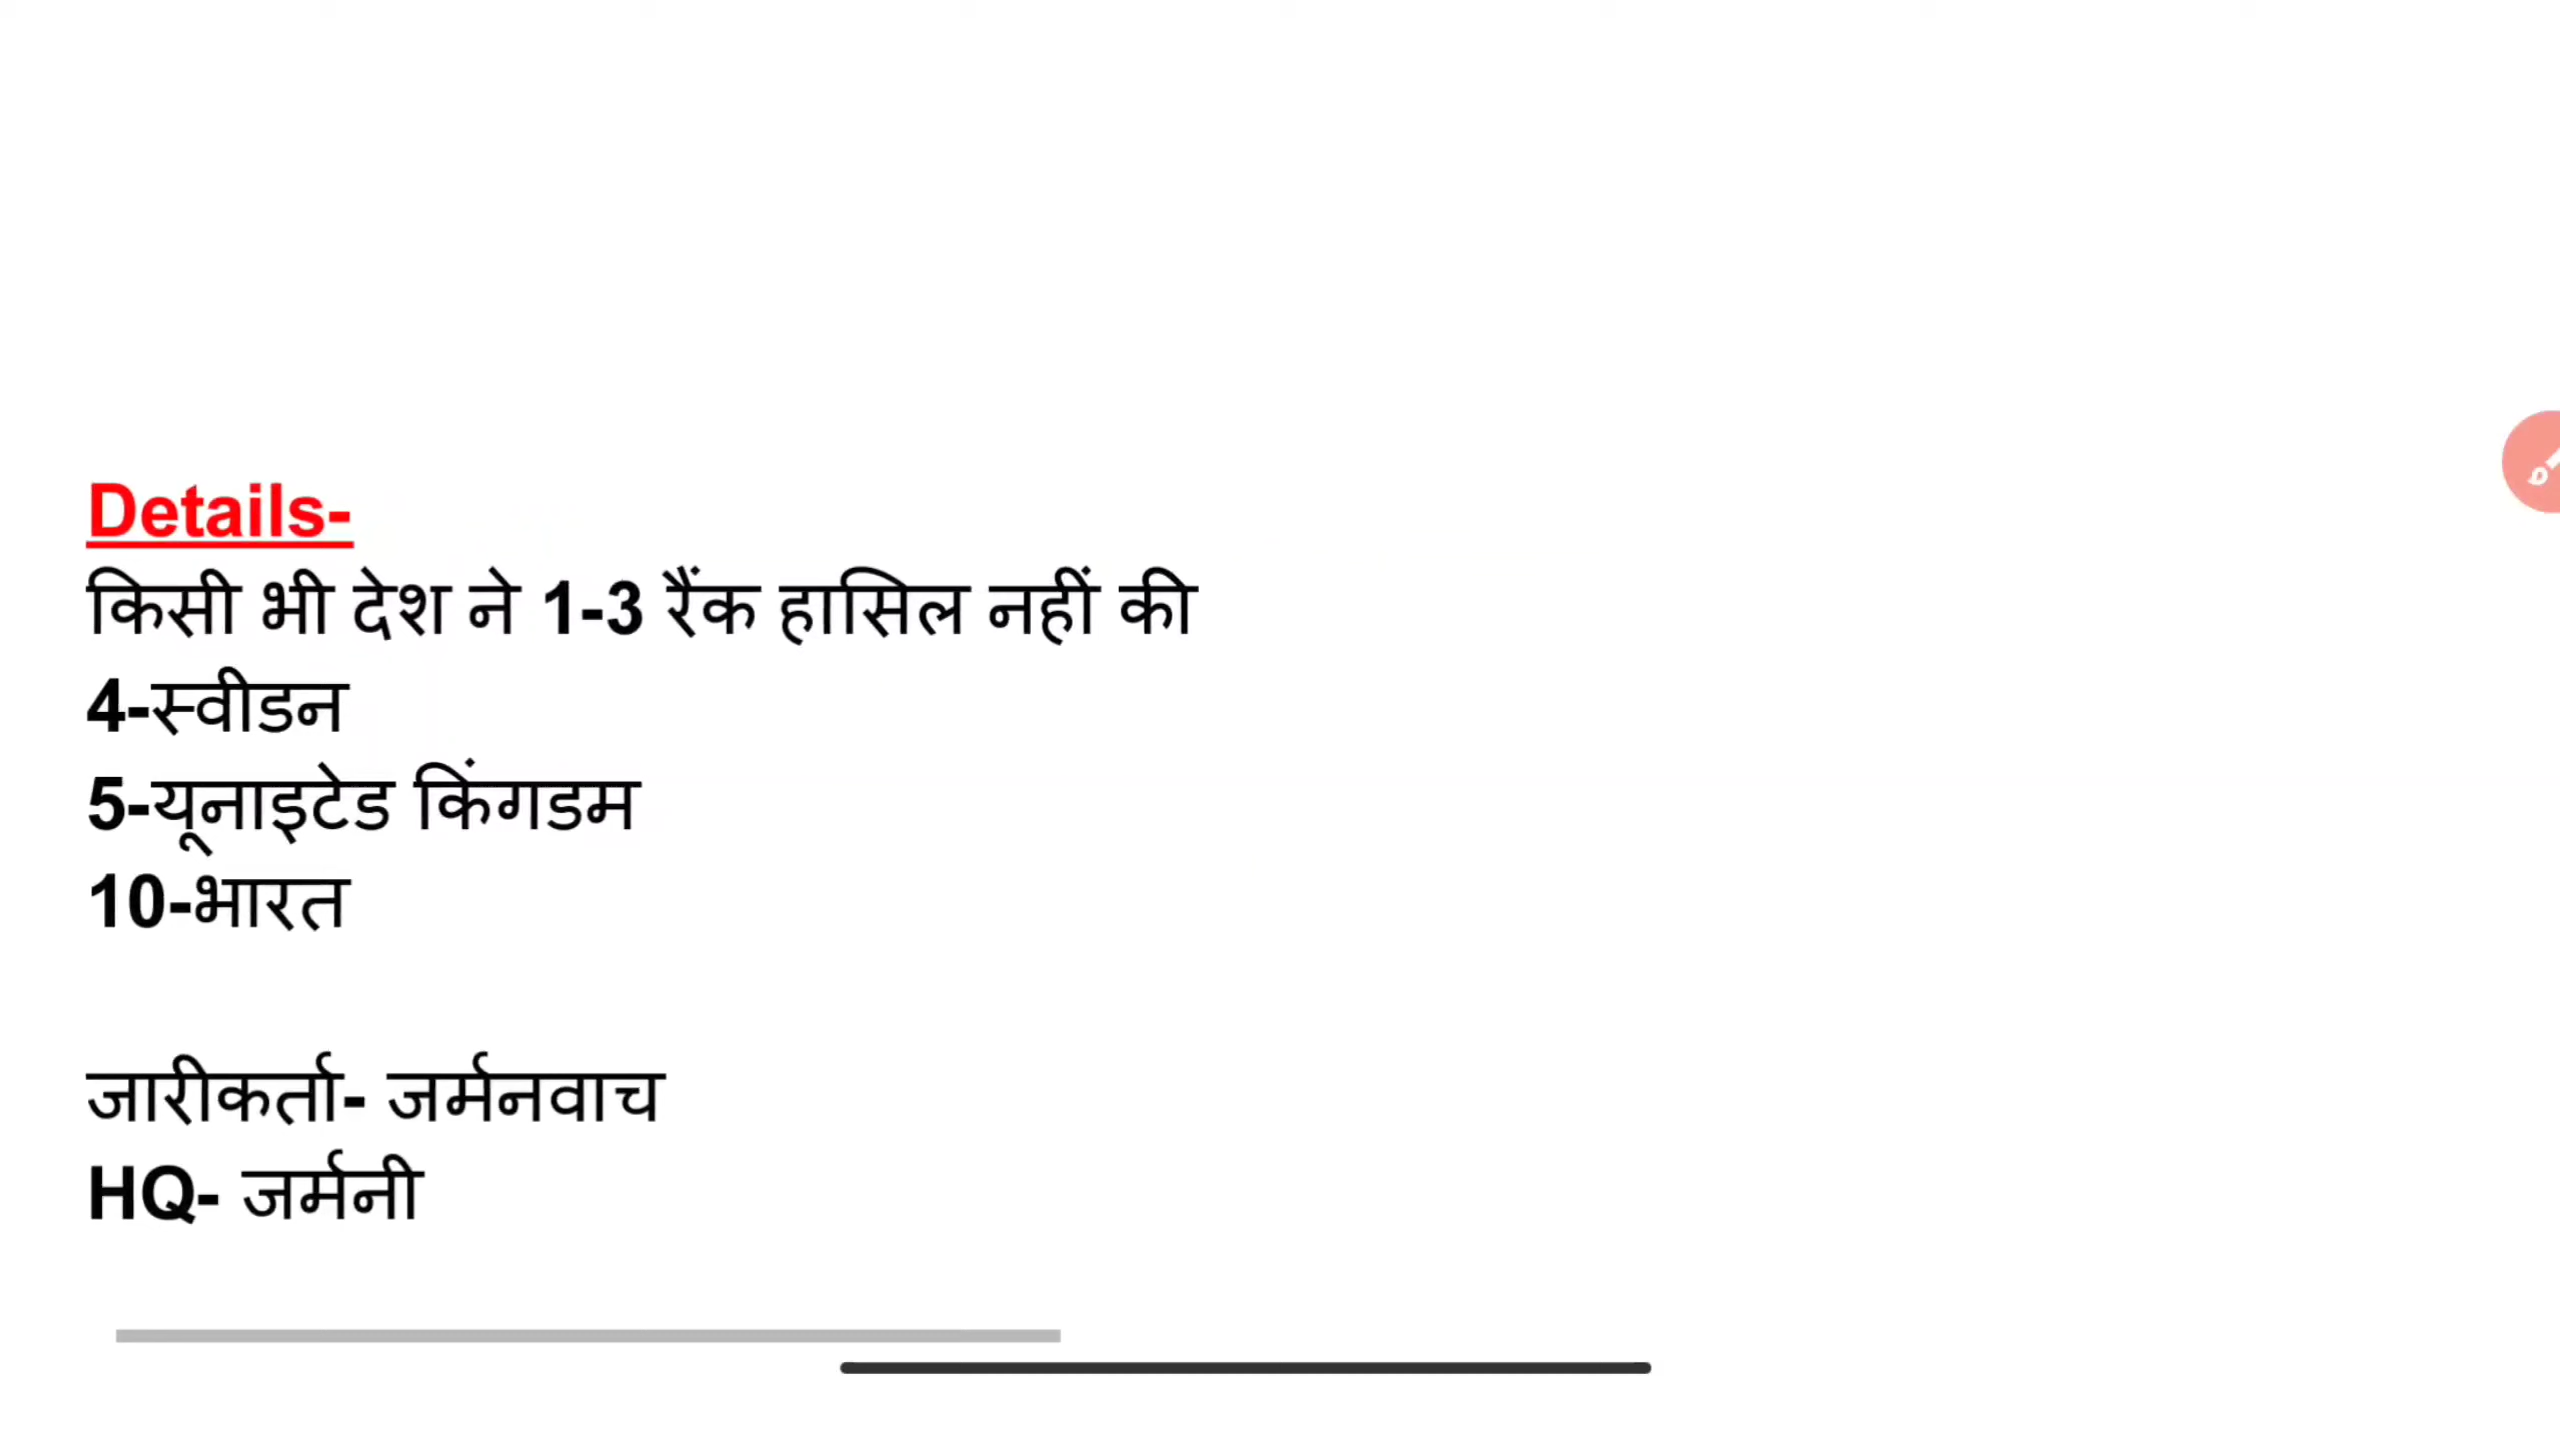 Details-
किसी भी देश ने 1-3 रैंक हासिल नहीं की
4-स्वीडन
5-यूनाइटेड किंगडम
10-भारत
जारीकर्ता- जर्मनवाच
HQ- जर्मनी